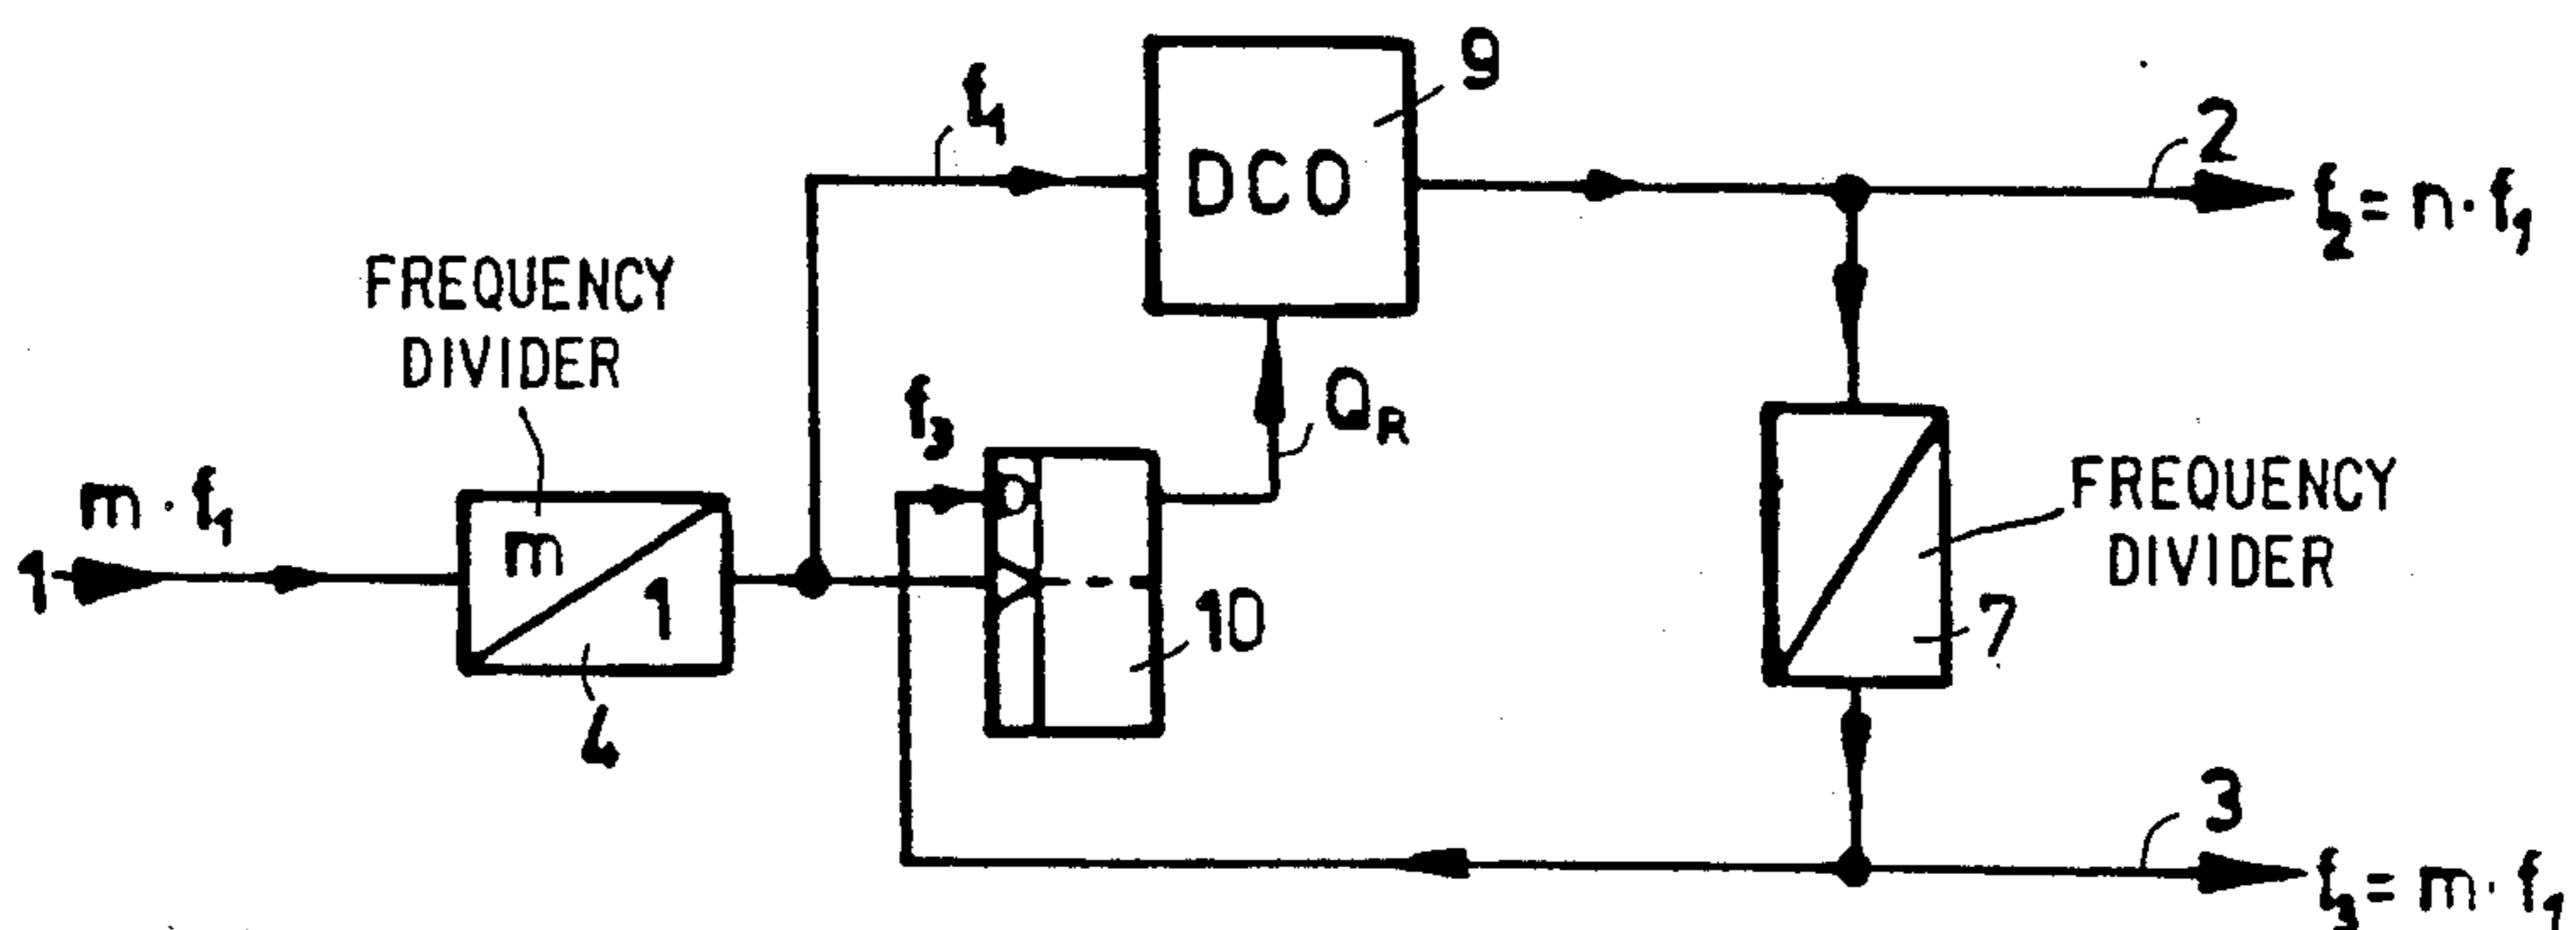 9
f₁
DCO
2
f₂= n·f₁
FREQUENCY
DIVIDER
f₃
Q_R
m·f₁
1
m
1
4
D
10
FREQUENCY
DIVIDER
7
3
f₃= m·f₁